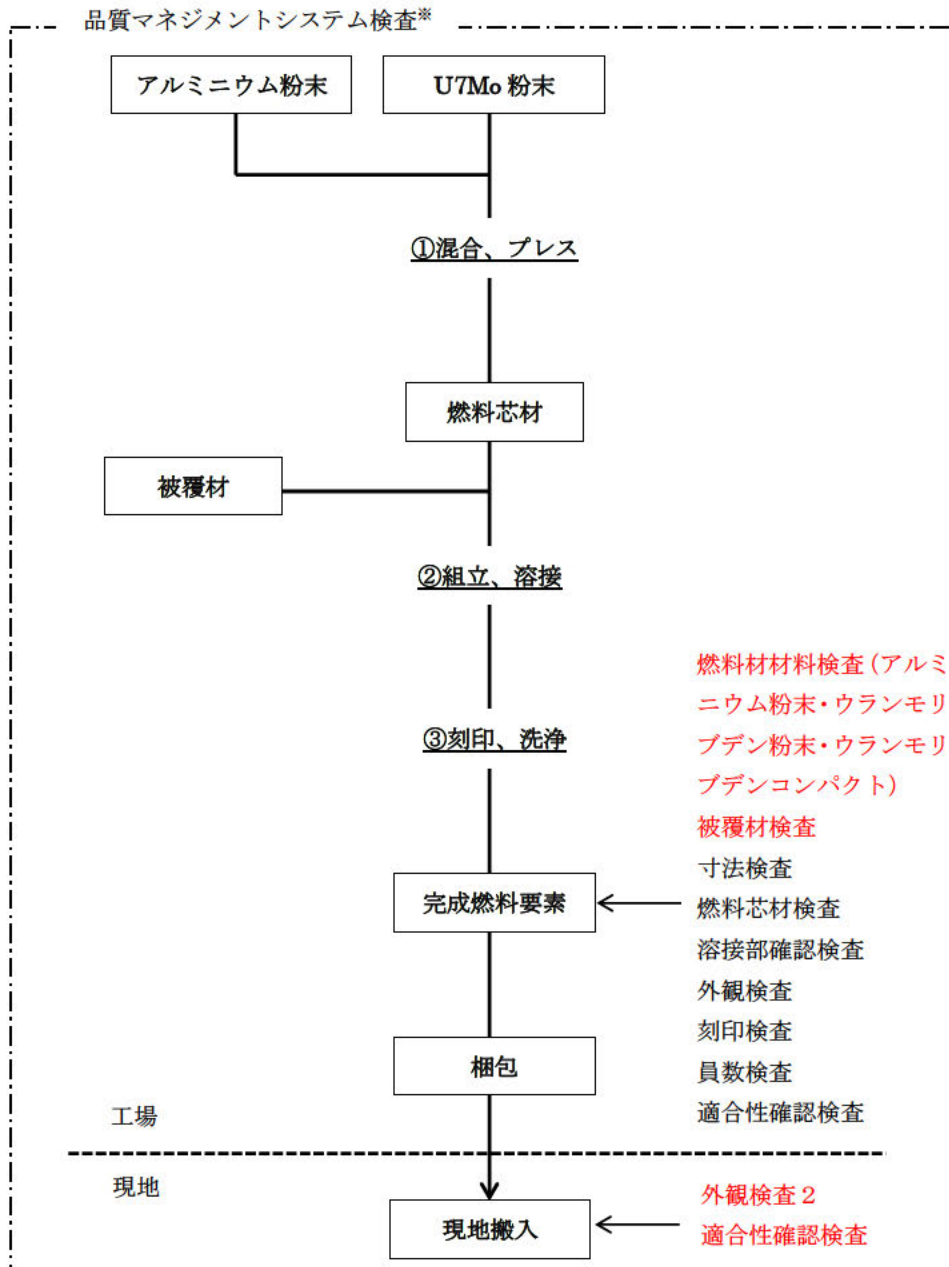 品質マネジメントシステム検査※
アルミニウム粉末
U7Mo 粉末
①混合、プレス
燃料芯材
被覆材
②組立、溶接
③刻印、洗浄
燃料材材料検査(アルミ
ニウム粉末・ウランモリ
ブデン粉末・ウランモリ
ブデンコンパクト)
被覆材検査
寸法検査
燃料芯材検査
溶接部確認検査
外観検査
刻印検査
員数検査
適合性確認検査
完成燃料要素
梱包
工場
現地
現地搬入
外観検査 2
適合性確認検査